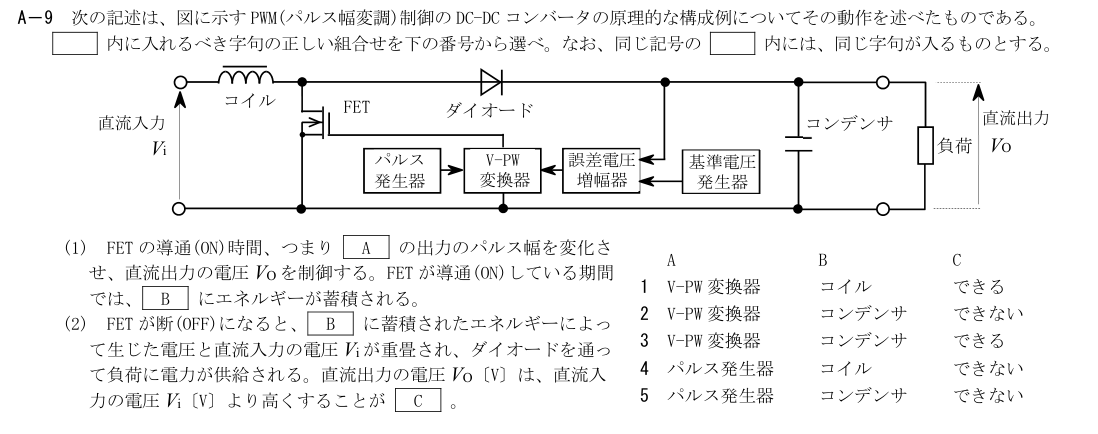 A－9　次の記述は、図に示す PWM(パルス幅変調)制御の DC-DC コンバータの原理的な構成例についてその動作を述べたものである。
内に入れるべき字句の正しい組合せを下の番号から選べ。なお、同じ記号の 内には、同じ字句が入るものとする。
コイル
FET
ダイオード
直流入力
Vi
パルス
発生器
V-PW
変換器
誤差電圧
増幅器
基準電圧
発生器
コンデンサ
負荷
直流出力
VO
(1)　FET の導通(ON)時間、つまり A の出力のパルス幅を変化さ
せ、直流出力の電圧 VO を制御する。FET が導通(ON)している期間
では、 B にエネルギーが蓄積される。
(2)　FET が断(OFF)になると、 B に蓄積されたエネルギーによっ
て生じた電圧と直流入力の電圧 Vi が重畳され、ダイオードを通っ
て負荷に電力が供給される。直流出力の電圧 VO〔V〕は、直流入
力の電圧 Vi〔V〕より高くすることが C 。
A B C
1 V-PW 変換器 コイル できる
2 V-PW 変換器 コンデンサ できない
3 V-PW 変換器 コンデンサ できる
4 パルス発生器 コイル できない
5 パルス発生器 コンデンサ できない